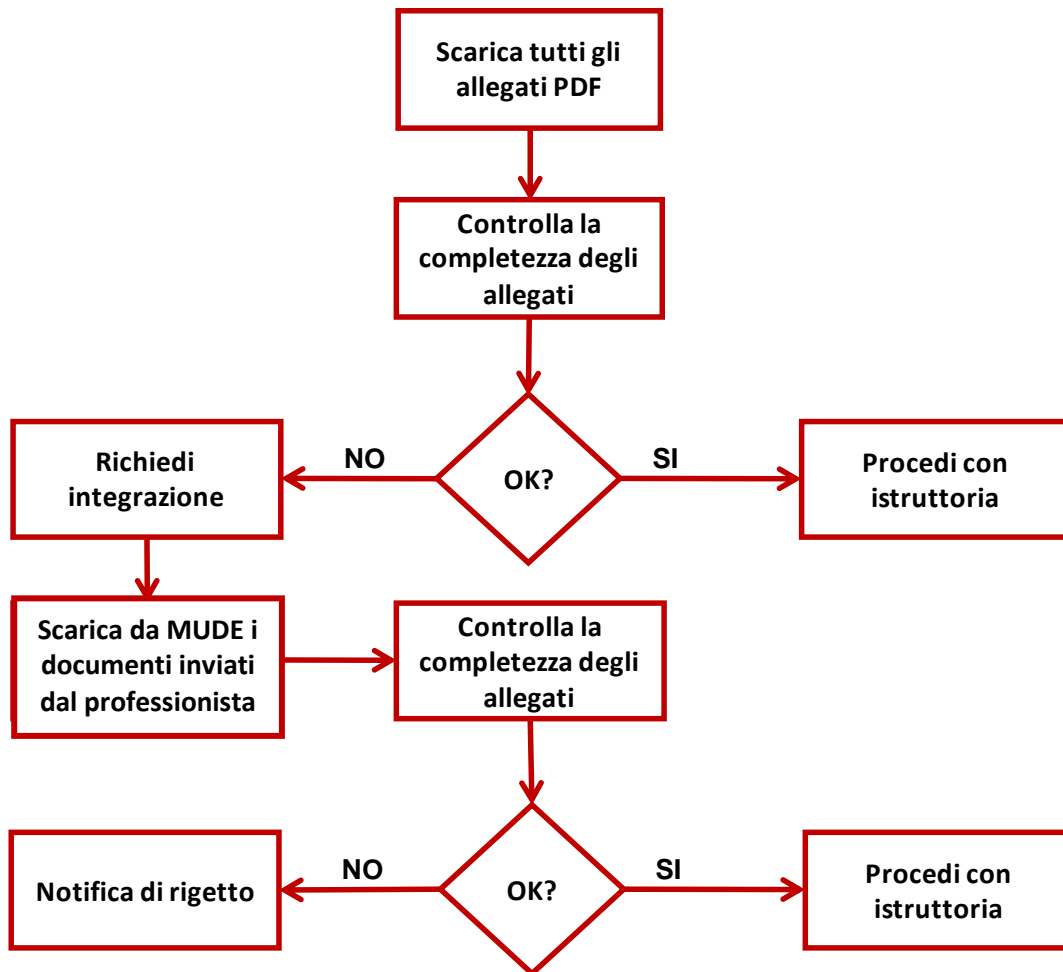 Scarica tutti gli
allegati PDF
Controlla la
completezza degli
allegati
NO
SI
Richiedi
integrazione
OK?
Procedi con
istruttoria
Scarica da MUDE i
documenti inviati
dal professionista
Controlla la
completezza degli
allegati
NO
SI
Notifica di rigetto
OK?
Procedi con
istruttoria